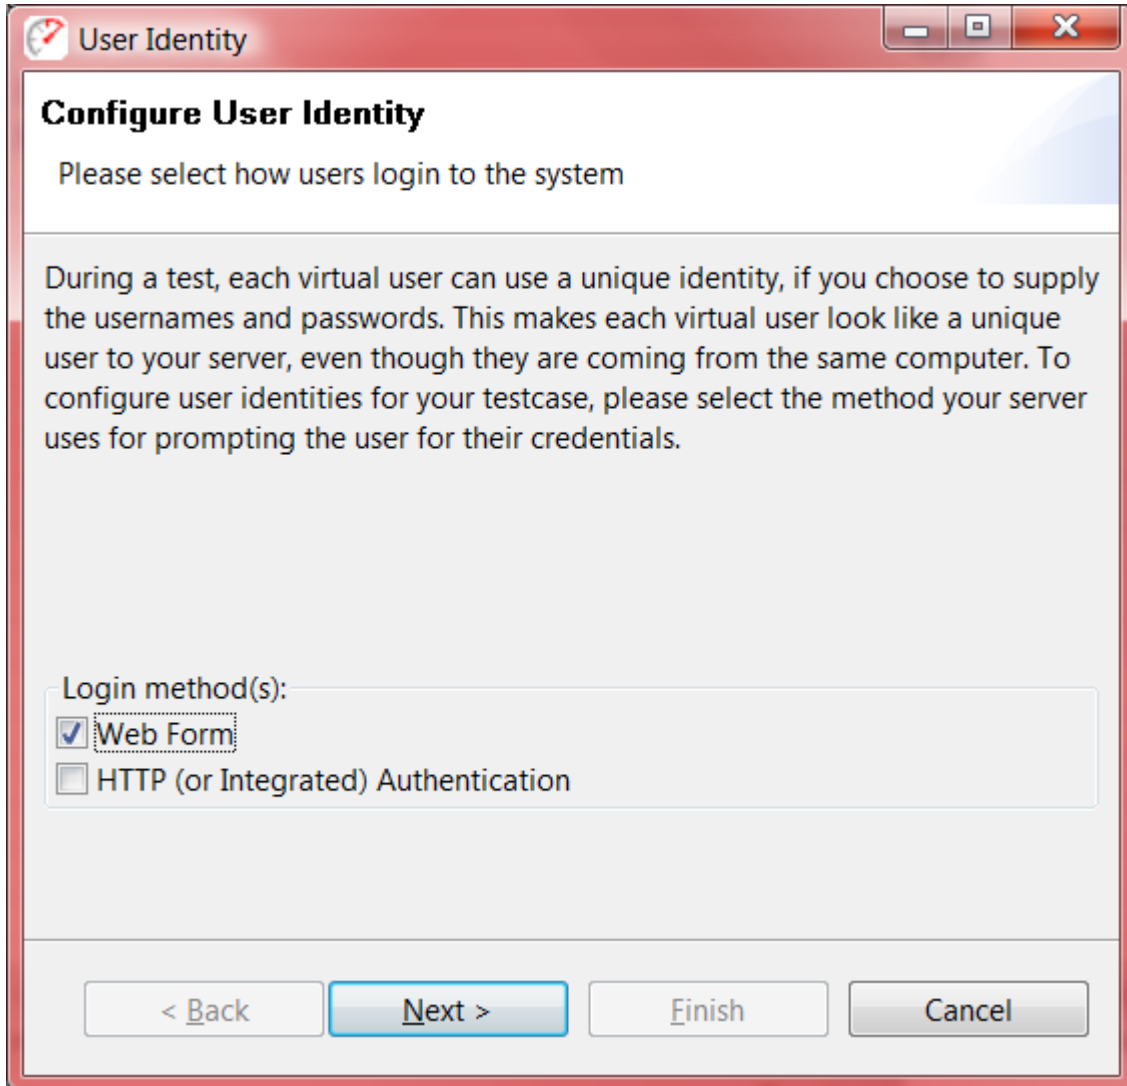 User Identity
Configure User Identity
Please select how users login to the system
During a test, each virtual user can use a unique identity, if you choose to supply
the usernames and passwords. This makes each virtual user look like a unique
user to your server, even though they are coming from the same computer. To
configure user identities for your testcase, please select the method your server
uses for prompting the user for their credentials.
Login method(s):
Web Form
HTTP (or Integrated) Authentication
< Back Next > Finish Cancel